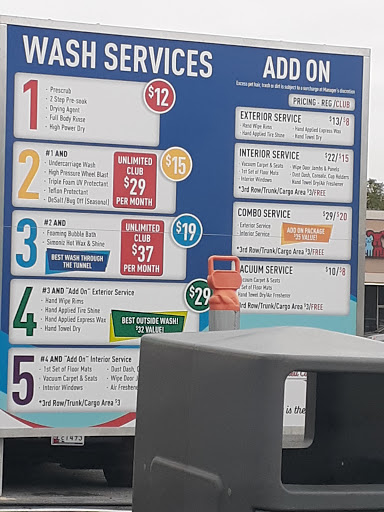 WASH SERVICES
1
· Prescrub
· 2 Step Pre-soak
· Drying Agent
· Full Body Rinse
· High Power Dry
$12
2
#1 AND
· Undercarriage Wash
· High Pressure Wheel Blast
· Triple Foam UV Protectant
· Teflon Protectant
· DeSalt/Bug Off (Seasonal)
UNLIMITED
CLUB
$29
PER MONTH
$15
3
#2 AND
· Foaming Bubble Bath
· Simoniz Hot Wax & Shine
BEST WASH THROUGH
THE TUNNEL
UNLIMITED
CLUB
$37
PER MONTH
$19
4
#3 AND "Add On" Exterior Service
· Hand Wipe Rims
· Hand Applied Tire Shine
· Hand Applied Express Wax
· Hand Towel Dry
BEST OUTSIDE WASH!
$32 VALUE!
$29
5
#4 AND "Add On" Interior Service
· 1st Set of Floor Mats
· Vacuum Carpet & Seats
· Interior Windows
· Dust Dash, C
· Wipe Door J
· Air Freshene
*3rd Row/Trunk/Cargo Area $3
ADD ON
Excess pet hair, trash or dirt is subject to a surcharge at Manager's discretion
PRICING - REG/CLUB
EXTERIOR SERVICE $13/$8
· Hand Wipe Rims
· Hand Applied Tire Shine
· Hand Applied Express Wax
· Hand Towel Dry
INTERIOR SERVICE $22/$15
· Vacuum Carpet & Seats
· 1st Set of Floor Mats
· Interior Windows
· Wipe Door Jambs & Panels
· Dust Dash, Console, Cup Holders
· Hand Towel Dry/Air Freshener
*3rd Row/Trunk/Cargo Area $3/FREE
COMBO SERVICE $29/$20
· Exterior Service
· Interior Service
ADD ON PACKAGE
$35 VALUE!
*3rd Row/Trunk/Cargo Area $3/FREE
ACUUM SERVICE $10/$8
cuum Carpet & Seats
t of Floor Mats
nd Towel Dry/Air Freshener
rd Row/Trunk/Cargo Area $3/FREE
is the